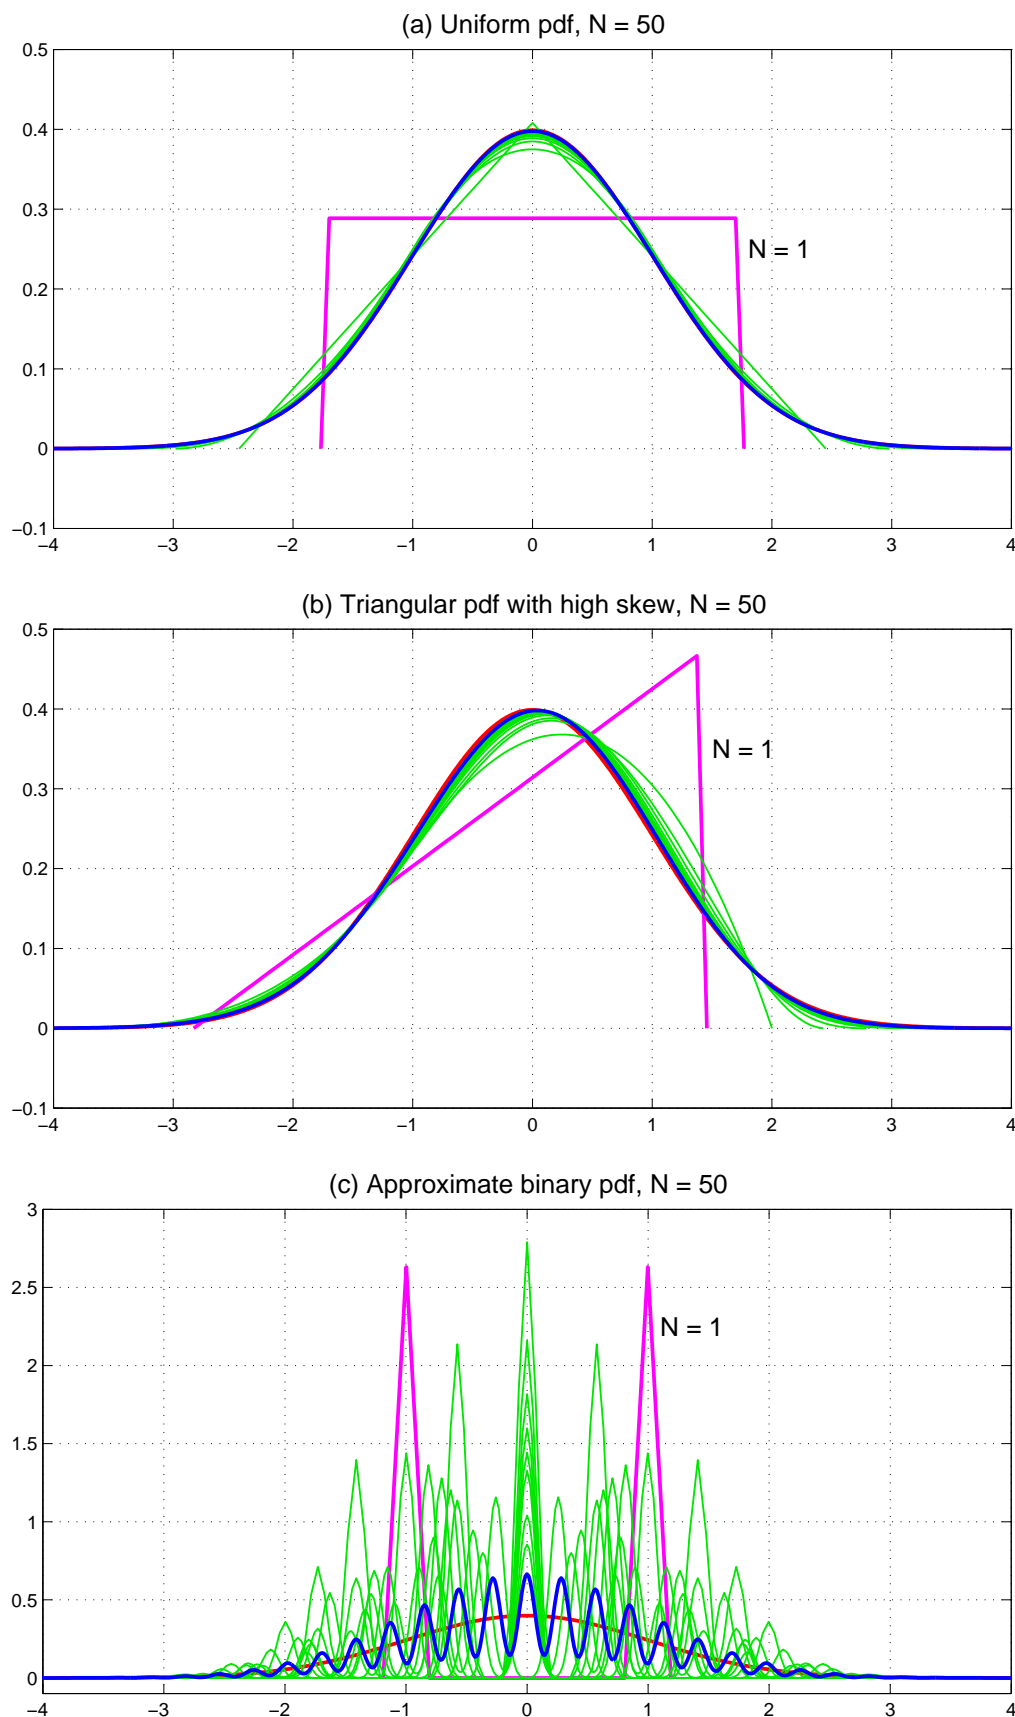 (a) Uniform pdf, N = 50
0.5
0.4
0.3
N = 1
0.2
0.1
0
−0.1
−4 −3 −2 −1 0 1 2 3 4
(b) Triangular pdf with high skew, N = 50
0.5
0.4
N = 1
0.3
0.2
0.1
0
−0.1
−4 −3 −2 −1 0 1 2 3 4
(c) Approximate binary pdf, N = 50
3
2.5
N = 1
2
1.5
1
0.5
0
−4 −3 −2 −1 0 1 2 3 4